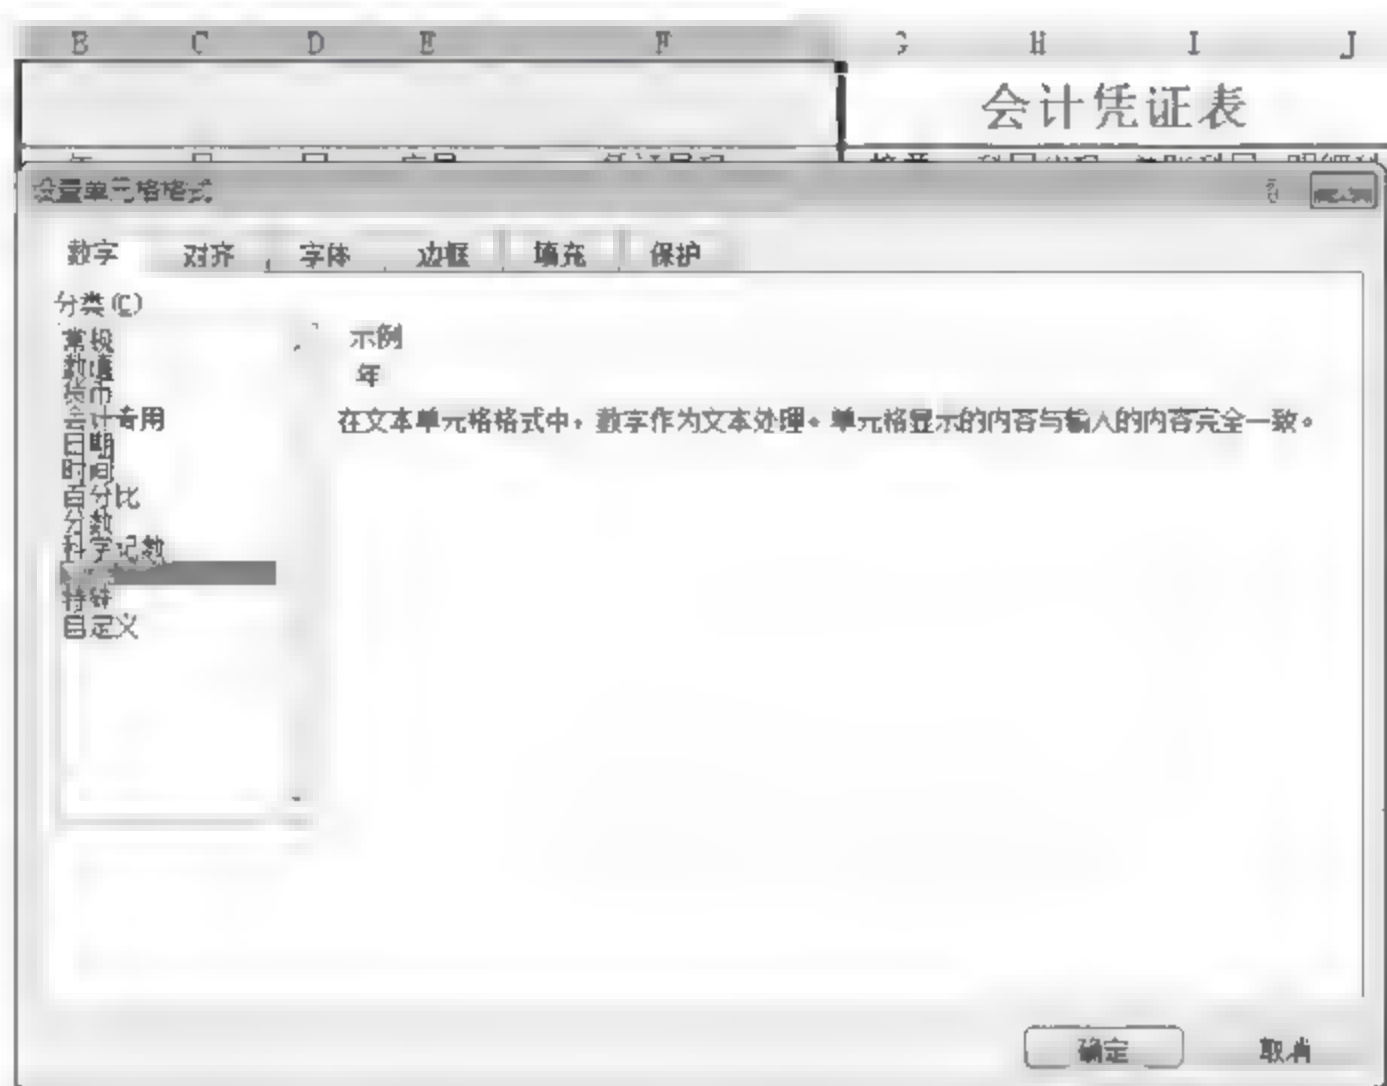 B C D E F G H I J
会计凭证表
设置单元格格式
数字 对齐 字体 边框 填充 保护
分类(C)
常规
数值
货币
会计专用
日期
时间
百分比
分数
科学记数
特殊
自定义
示例
年
在文本单元格格式中，数字作为文本处理。单元格显示的内容与输入的内容完全一致。
确定 取消